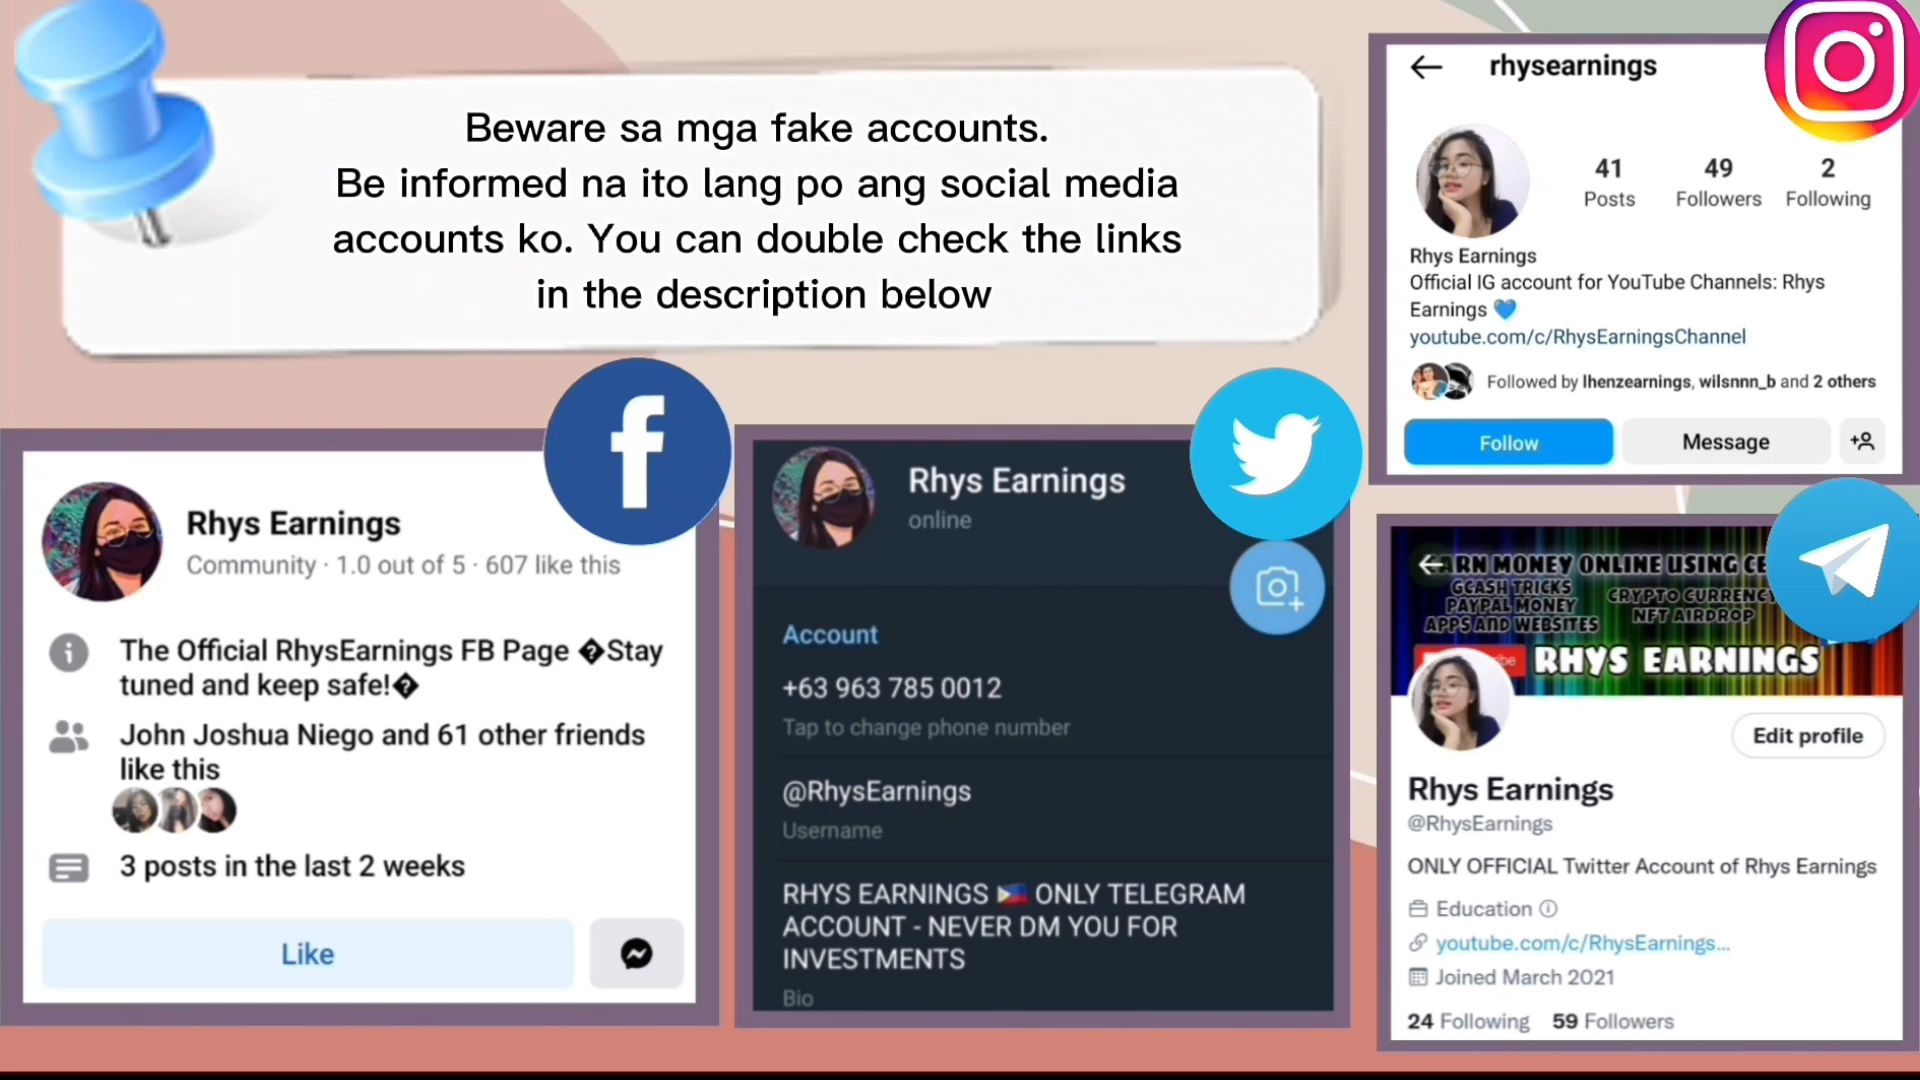 Beware sa mga fake accounts.
Be informed na ito lang po ang social media
accounts ko. You can double check the links
in the description below
rhysearnings
41
Posts
49
Followers
2
Following
Rhys Earnings
Official IG account for YouTube Channels: Rhys
Earnings 💙
youtube.com/c/RhysEarningsChannel
Followed by lhenzearnings, wilsnnn_b and 2 others
Follow
Message
Rhys Earnings
Community · 1.0 out of 5 · 607 like this
The Official RhysEarnings FB Page �Stay
tuned and keep safe!�
John Joshua Niego and 61 other friends
like this
3 posts in the last 2 weeks
Like
Rhys Earnings
online
Account
+63 963 785 0012
Tap to change phone number
@RhysEarnings
Username
RHYS EARNINGS 🇵🇭 ONLY TELEGRAM
ACCOUNT - NEVER DM YOU FOR
INVESTMENTS
Bio
RN MONEY ONLINE USING CE
GCASH TRICKS
PAYPAL MONEY
APPS AND WEBSITES
CRYPTO CURRENCY
NFT AIRDROP
RHYS EARNINGS
Edit profile
Rhys Earnings
@RhysEarnings
ONLY OFFICIAL Twitter Account of Rhys Earnings
Education
youtube.com/c/RhysEarnings...
Joined March 2021
24 Following 59 Followers